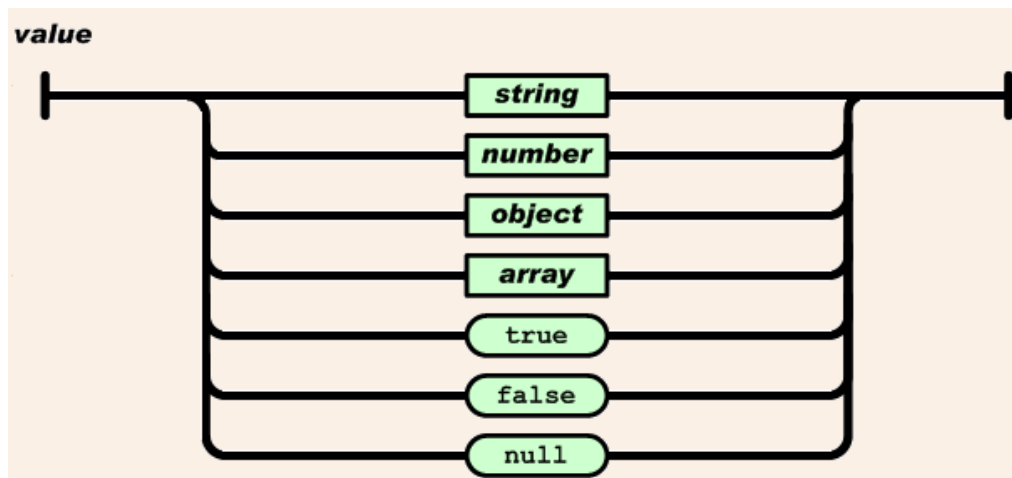 value
string
number
object
array
true
false
null